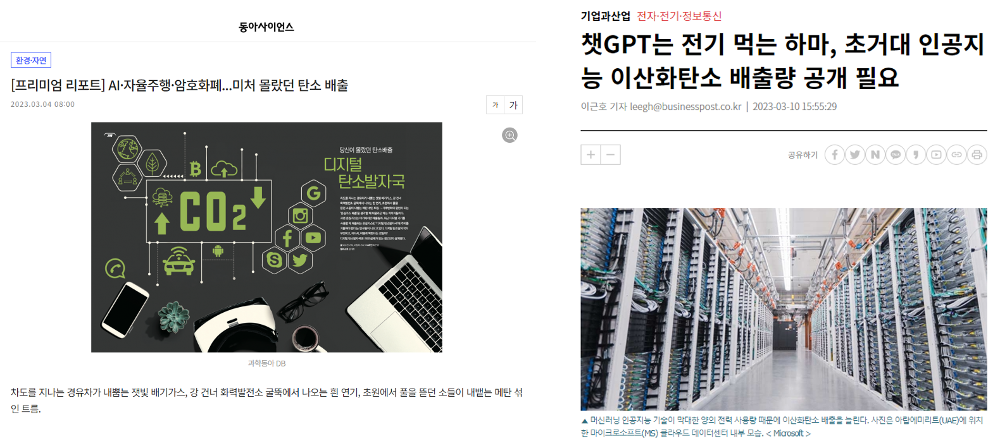 동아사이언스
환경·자연
[프리미엄 리포트] AI·자율주행·암호화폐...미처 몰랐던 탄소 배출
2023.03.04 08:00
가 가
당신이 몰랐던 탄소배출
디지털
탄소발자국
CO2
과학동아 DB
차도를 지나는 경유차가 내뿜는 잿빛 배기가스, 강 건너 화력발전소 굴뚝에서 나오는 흰 연기, 초원에서 풀을 뜯던 소들이 내뱉는 메탄 섞
인 트림.
기업과산업 전자·전기·정보통신
챗GPT는 전기 먹는 하마, 초거대 인공지
능 이산화탄소 배출량 공개 필요
이근호 기자 leegh@businesspost.co.kr | 2023-03-10 15:55:29
공유하기
▲ 머신러닝 인공지능 기술이 막대한 양의 전력 사용량 때문에 이산화탄소 배출을 늘린다. 사진은 아랍에미리트(UAE)에 위치
한 마이크로소프트(MS) 클라우드 데이터센터 내부 모습. < Microsoft >